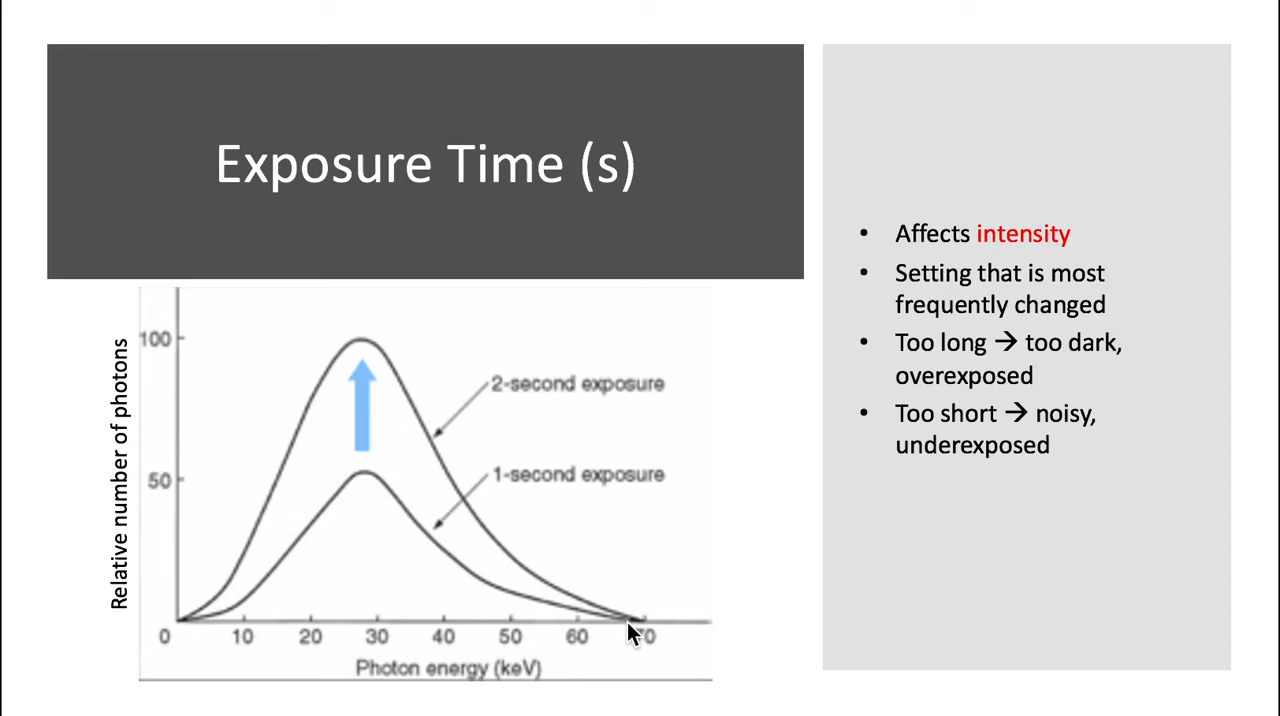 Exposure Time (s)
• Affects intensity
• Setting that is most
frequently changed
• Too long → too dark,
overexposed
• Too short → noisy,
underexposed
Relative number of photons
100
50
2-second exposure
1-second exposure
0 10 20 30 40 50 60 70
Photon energy (keV)